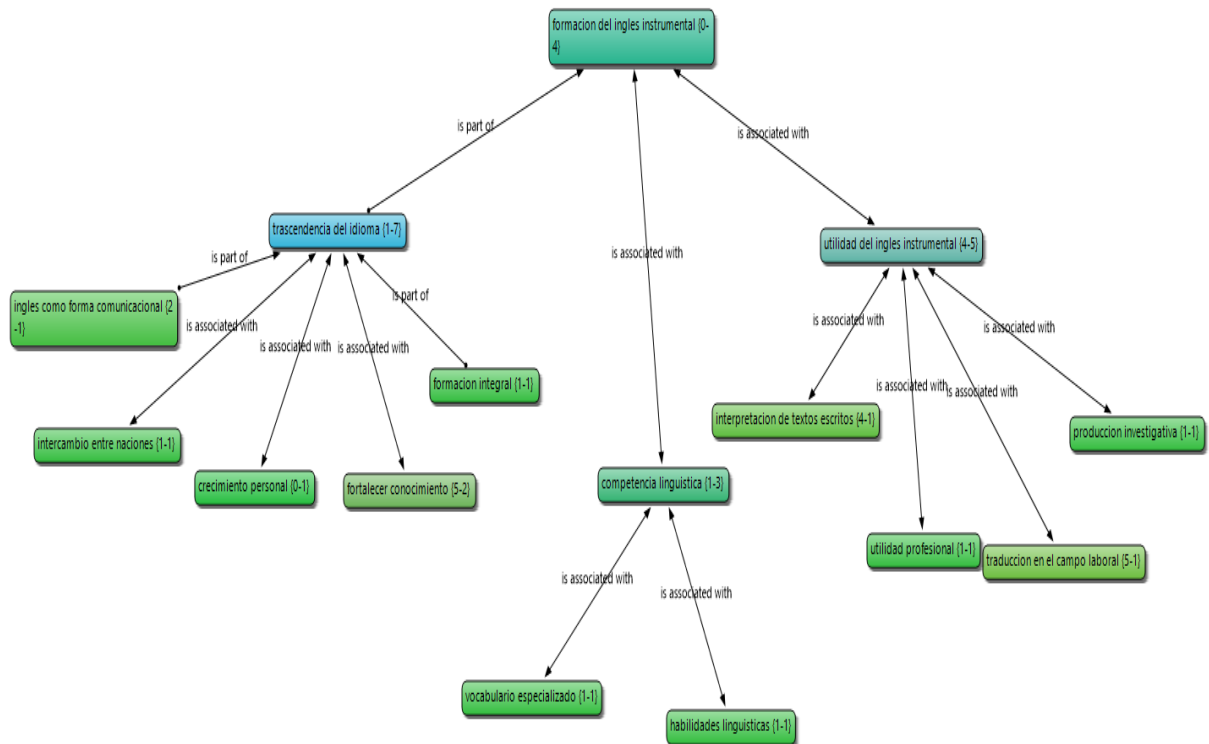 formacion del ingles instrumental {0-
4}
is part of
is associated with
trascendencia del idioma {1-7}
utilidad del ingles instrumental {4-5}
is part of
is associated with
ingles como forma comunicacional {2
-1}
is part of
is associated with
is associated with
is associated with
is associated with
is associated with
formacion integral {1-1}
is associated with
is associated with
interpretacion de textos escritos {4-1}
produccion investigativa {1-1}
intercambio entre naciones {1-1}
crecimiento personal {0-1}
fortalecer conocimiento {5-2}
competencia linguistica {1-3}
utilidad profesional {1-1}
traduccion en el campo laboral {5-1}
is associated with
is associated with
vocabulario especializado {1-1}
habilidades linguisticas {1-1}